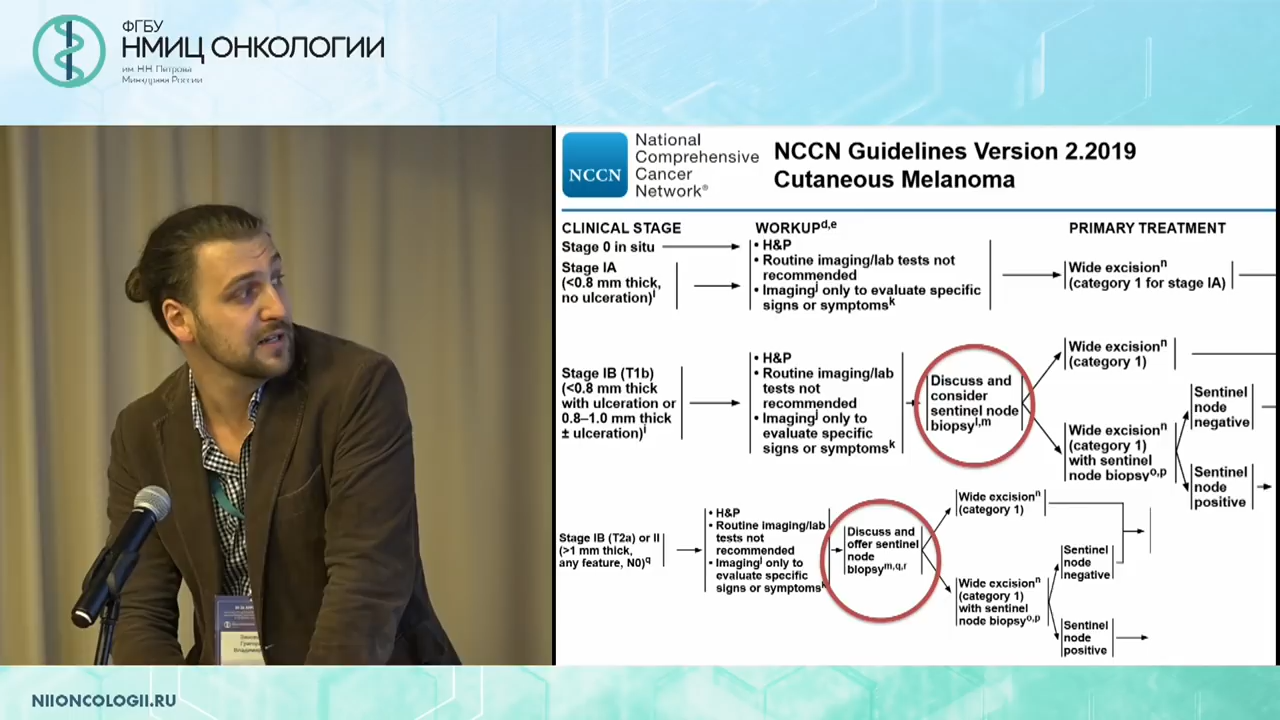 ФГБУ
НМИЦ ОНКОЛОГИИ
им. Н.Н. Петрова
Минздрава России
NCCN
National
Comprehensive
Cancer
Network®
NCCN Guidelines Version 2.2019
Cutaneous Melanoma
CLINICAL STAGE
WORKUPd,e
PRIMARY TREATMENT
Stage 0 in situ
Stage IA
(<0.8 mm thick,
no ulceration)i
• H&P
• Routine imaging/lab tests not
recommended
• Imagingj only to evaluate specific
signs or symptomsk
Wide excisionn
(category 1 for stage IA)
Stage IB (T1b)
(<0.8 mm thick
with ulceration or
0.8–1.0 mm thick
± ulceration)i
• H&P
• Routine imaging/lab
tests not
recommended
• Imagingj only to
evaluate specific
signs or symptomsk
Discuss and
consider
sentinel node
biopsyl,m
Wide excisionn
(category 1)
Wide excisionn
(category 1)
with sentinel
node biopsyo,p
Sentinel
node
negative
Sentinel
node
positive
Stage IB (T2a) or II
(>1 mm thick,
any feature, N0)q
• H&P
• Routine imaging/lab
tests not
recommended
• Imagingj only to
evaluate specific
signs or symptomsk
Discuss and
offer sentinel
node
biopsym,q,r
Wide excisionn
(category 1)
Wide excisionn
(category 1)
with sentinel
node biopsyo,p
Sentinel
node
negative
Sentinel
node
positive
NIIONCOLOGII.RU